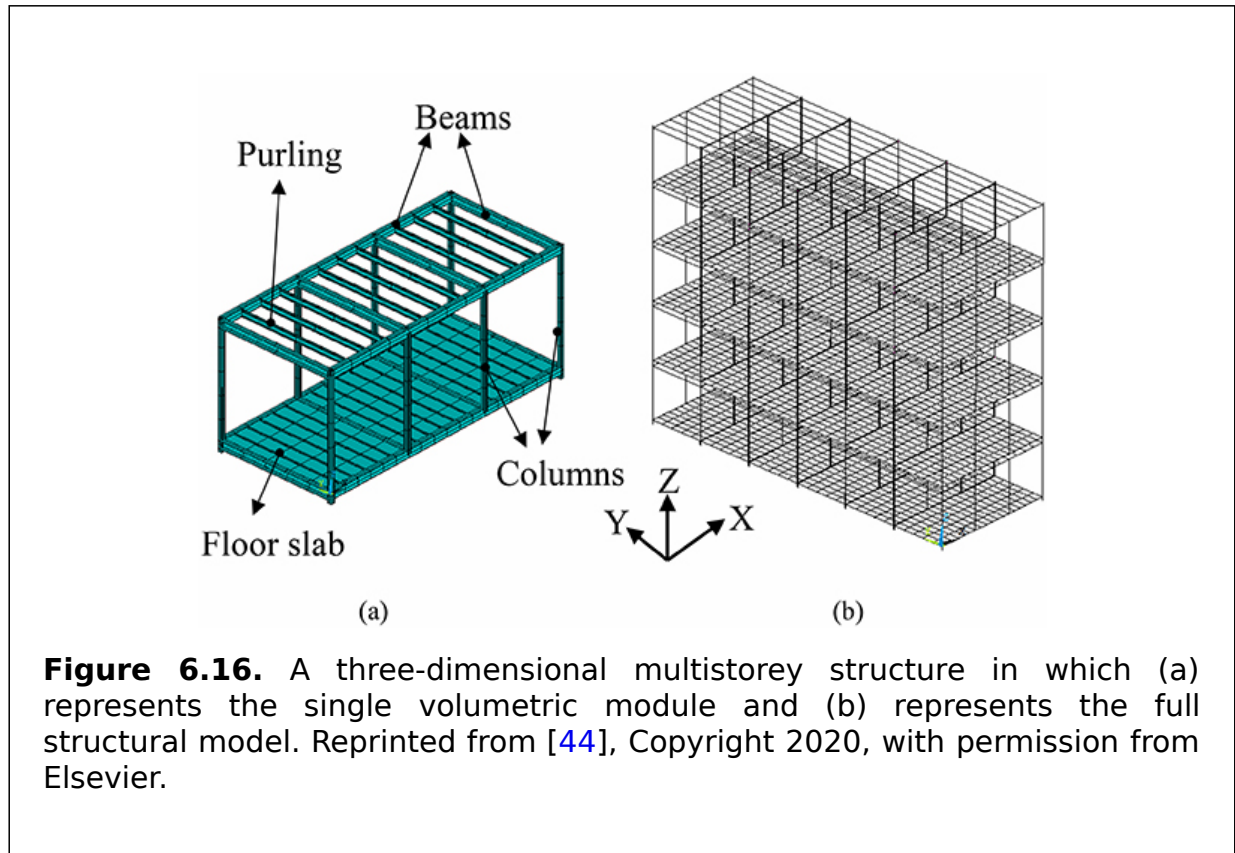 Beams
Purling
Columns
Floor slab
Z
Y
X
(a)
(b)
Figure 6.16. A three-dimensional multistorey structure in which (a)
represents the single volumetric module and (b) represents the full
structural model. Reprinted from [44], Copyright 2020, with permission from
Elsevier.